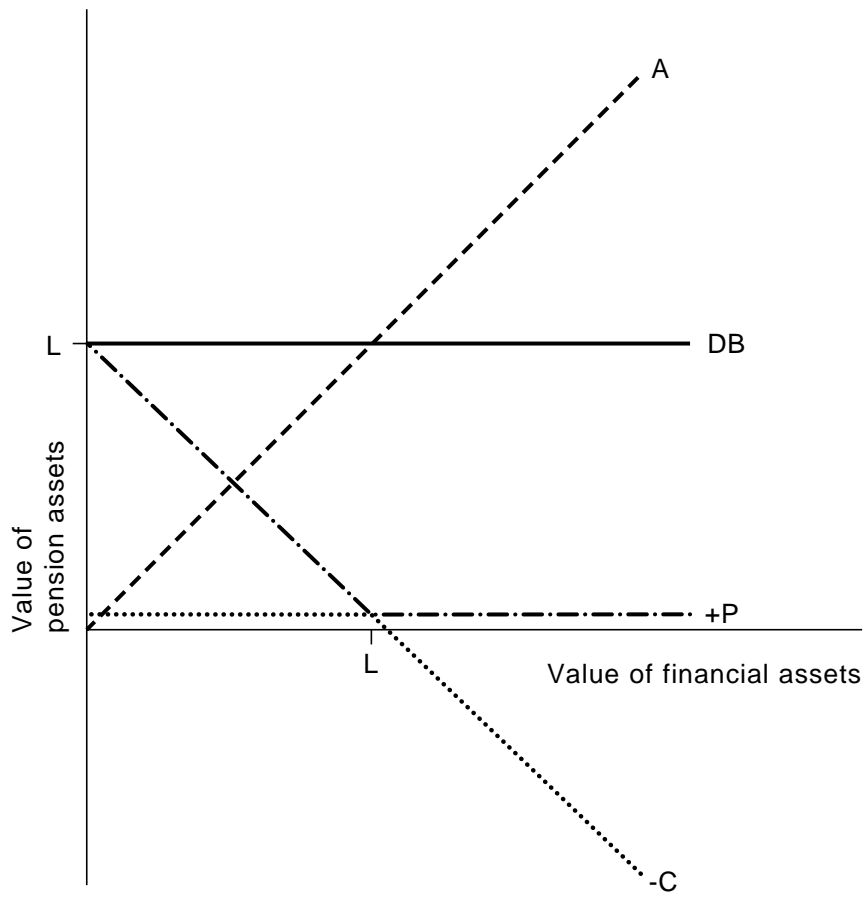 A
L
DB
Value of
pension assets
+P
L
Value of financial assets
-C